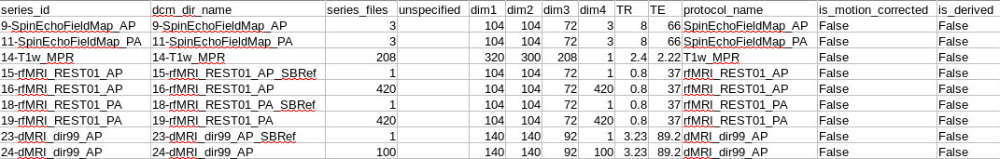 series_id dcm_dir_name series_files unspecified dim1 dim2 dim3 dim4 TR TE protocol_name is_motion_corrected is_derived
9-SpinEchoFieldMap_AP 9-SpinEchoFieldMap_AP 3 104 104 72 3 8 66 SpinEchoFieldMap_AP False False
11-SpinEchoFieldMap_PA 11-SpinEchoFieldMap_PA 3 104 104 72 3 8 66 SpinEchoFieldMap_PA False False
14-T1w_MPR 14-T1w_MPR 208 320 300 208 1 2.4 2.22 T1w_MPR False False
15-rfMRI_REST01_AP 15-rfMRI_REST01_AP_SBRef 1 104 104 72 1 0.8 37 rfMRI_REST01_AP False False
16-rfMRI_REST01_AP 16-rfMRI_REST01_AP 420 104 104 72 420 0.8 37 rfMRI_REST01_AP False False
18-rfMRI_REST01_PA 18-rfMRI_REST01_PA_SBRef 1 104 104 72 1 0.8 37 rfMRI_REST01_PA False False
19-rfMRI_REST01_PA 19-rfMRI_REST01_PA 420 104 104 72 420 0.8 37 rfMRI_REST01_PA False False
23-dMRI_dir99_AP 23-dMRI_dir99_AP_SBRef 1 140 140 92 1 3.23 89.2 dMRI_dir99_AP False False
24-dMRI_dir99_AP 24-dMRI_dir99_AP 100 140 140 92 100 3.23 89.2 dMRI_dir99_AP False False